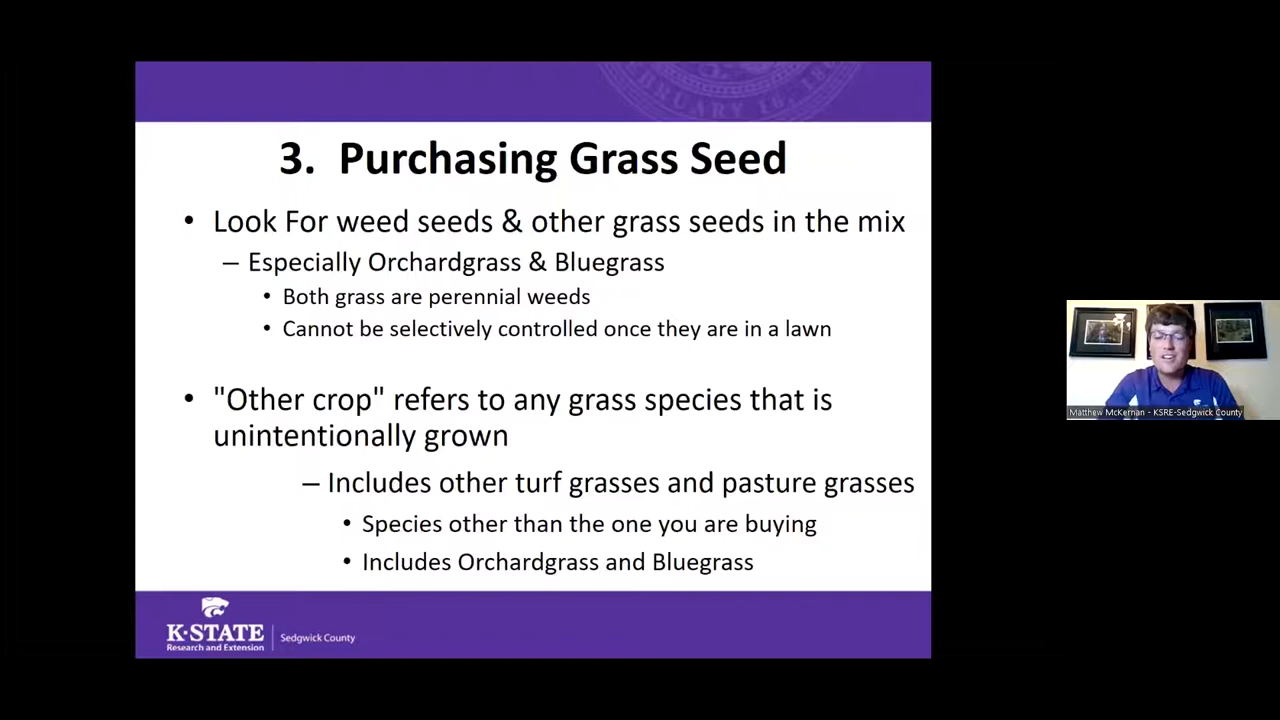 BRUARY 16, 18
3. Purchasing Grass Seed
• Look For weed seeds & other grass seeds in the mix
– Especially Orchardgrass & Bluegrass
• Both grass are perennial weeds
• Cannot be selectively controlled once they are in a lawn
• "Other crop" refers to any grass species that is
unintentionally grown
– Includes other turf grasses and pasture grasses
• Species other than the one you are buying
• Includes Orchardgrass and Bluegrass
K-STATE
Research and Extension
Sedgwick County
Matthew McKernan - KSRE-Sedgwick County